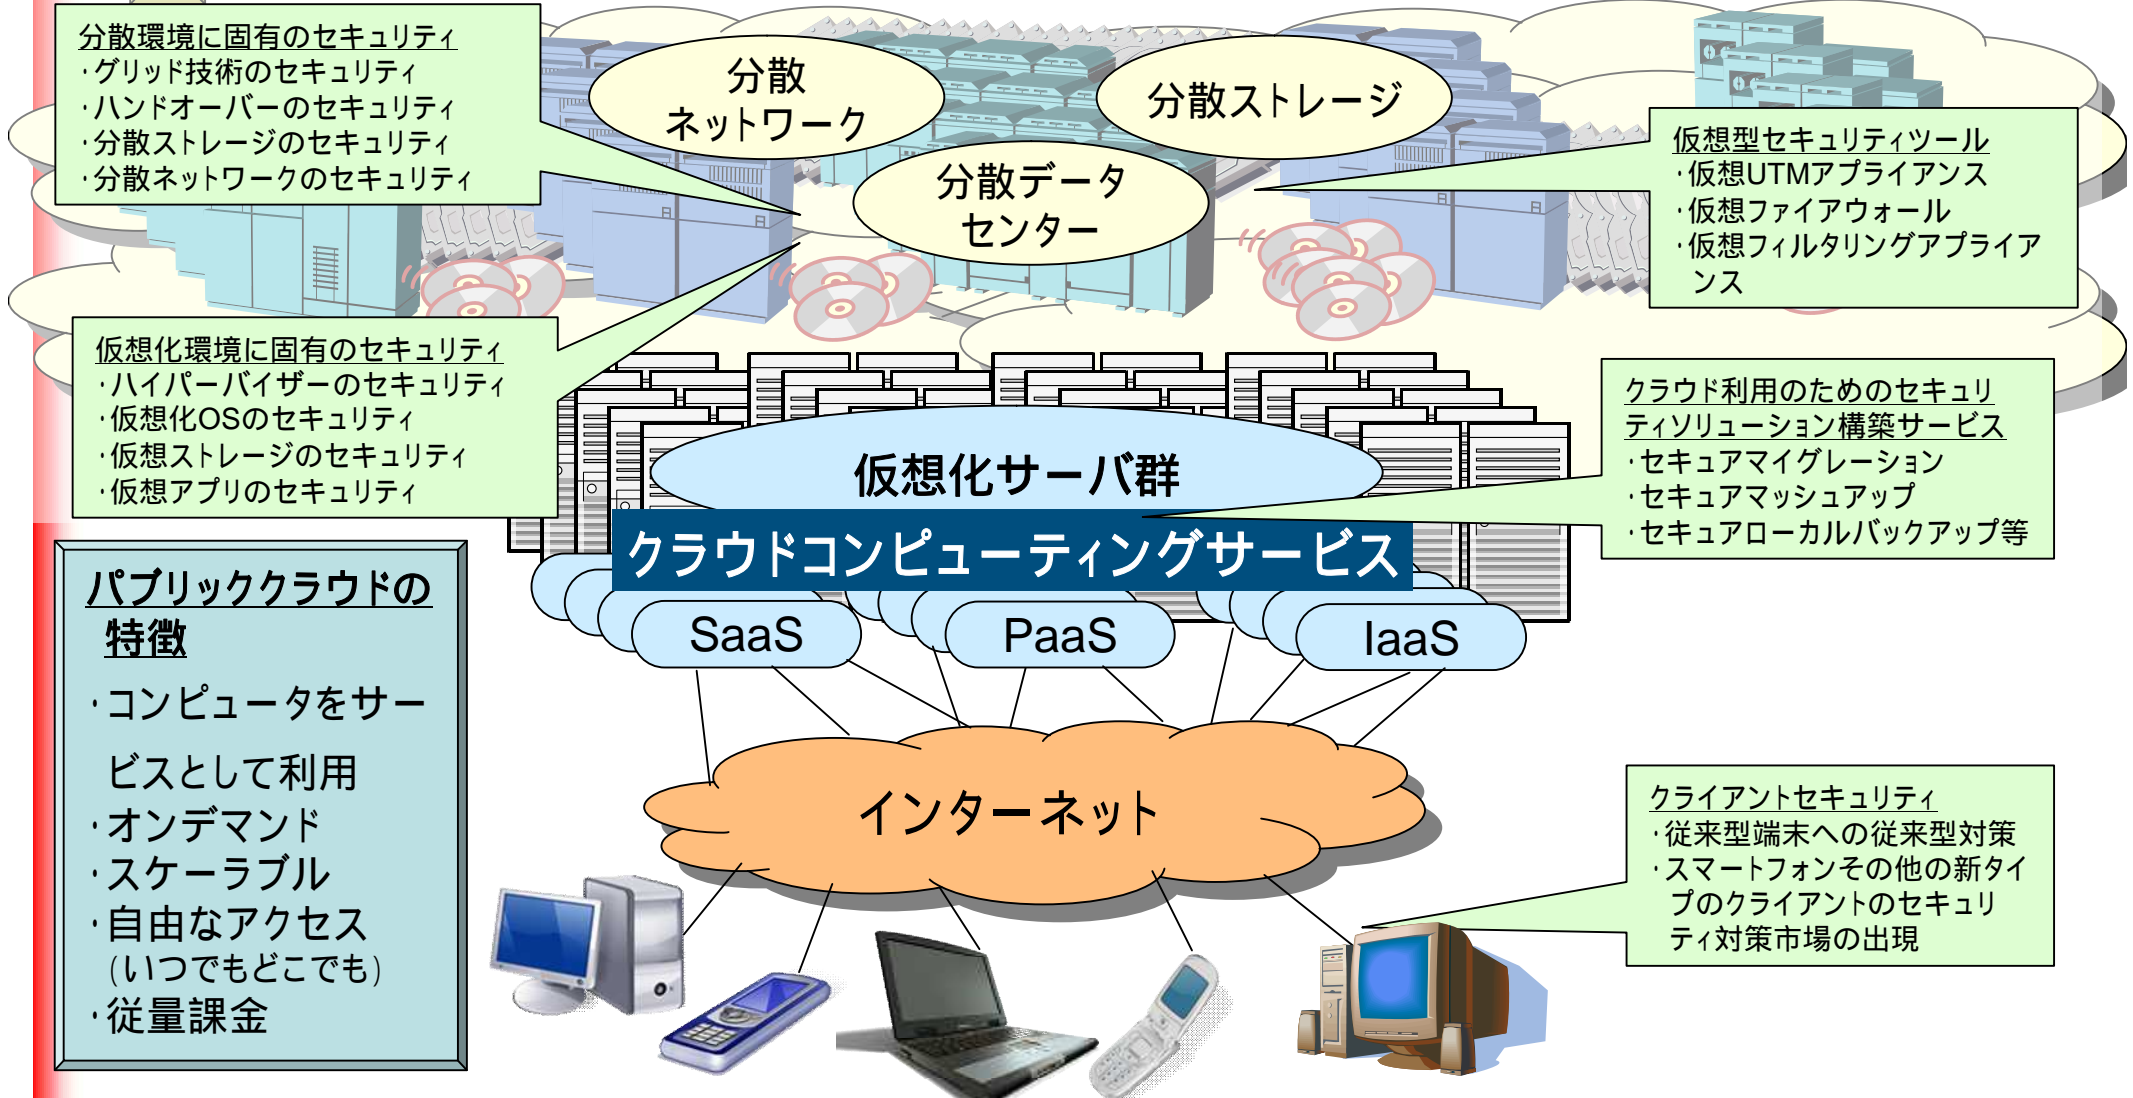 分散環境に固有のセキュリティ
・グリッド技術のセキュリティ
・ハンドオーバーのセキュリティ
・分散ストレージのセキュリティ
・分散ネットワークのセキュリティ
分散
ネットワーク
分散ストレージ
分散データ
センター
仮想型セキュリティツール
・仮想UTMアプライアンス
・仮想ファイアウォール
・仮想フィルタリングアプライア
ンス
仮想化環境に固有のセキュリティ
・ハイパーバイザーのセキュリティ
・仮想化OSのセキュリティ
・仮想ストレージのセキュリティ
・仮想アプリのセキュリティ
クラウド利用のためのセキュリ
ティソリューション構築サービス
・セキュアマイグレーション
・セキュアマッシュアップ
・セキュアローカルバックアップ等
仮想化サーバ群
クラウドコンピューティングサービス
SaaS
PaaS
IaaS
パブリッククラウドの
特徴
・コンピュータをサー
ビスとして利用
・オンデマンド
・スケーラブル
・自由なアクセス
(いつでもどこでも)
・従量課金
インターネット
クライアントセキュリティ
・従来型端末への従来型対策
・スマートフォンその他の新タイ
プのクライアントのセキュリ
ティ対策市場の出現